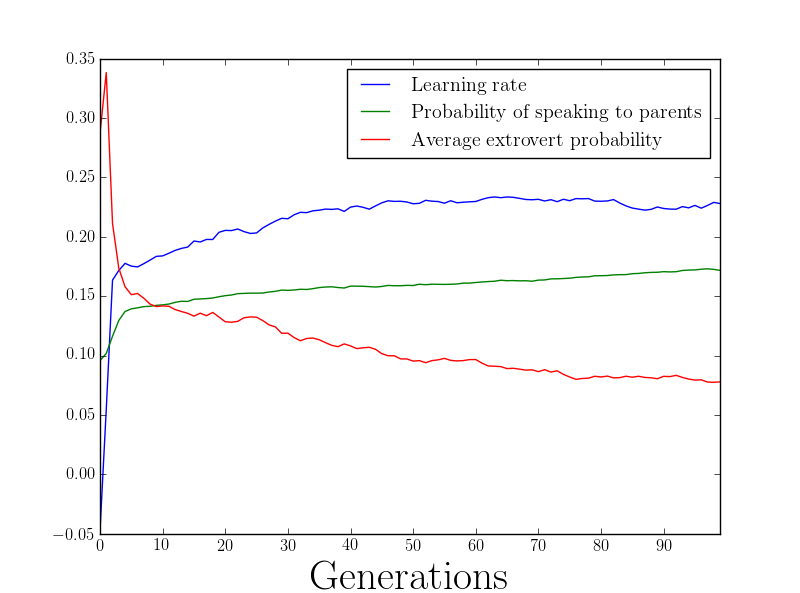 0.35
0.30
0.25
0.20
0.15
0.10
0.05
0.00
−0.05
Learning rate
Probability of speaking to parents
Average extrovert probability
0 10 20 30 40 50 60 70 80 90
Generations